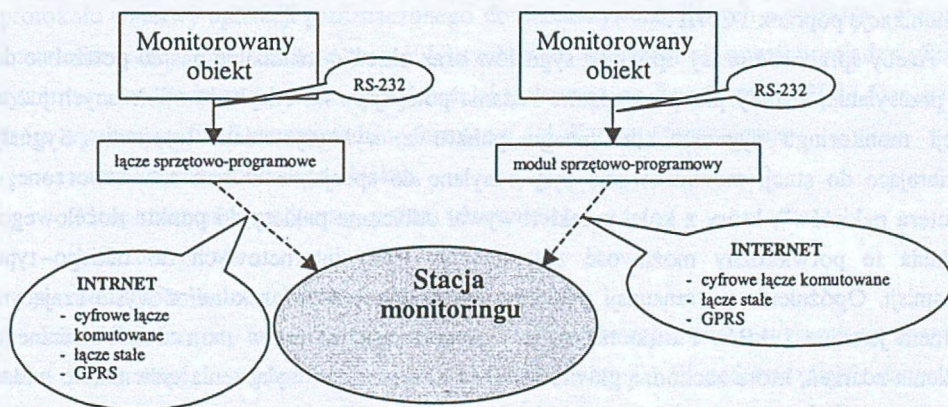 Monitorowany
obiekt
RS-232
łącze sprzętowo-programowe
Monitorowany
obiekt
RS-232
moduł sprzętowo-programowy
INTRNET
- cyfrowe łącze
komutowane
- łącze stałe
- GPRS
Stacja
monitoringu
INTERNET
- cyfrowe łącze komutowane
- łącze stałe
- GPRS